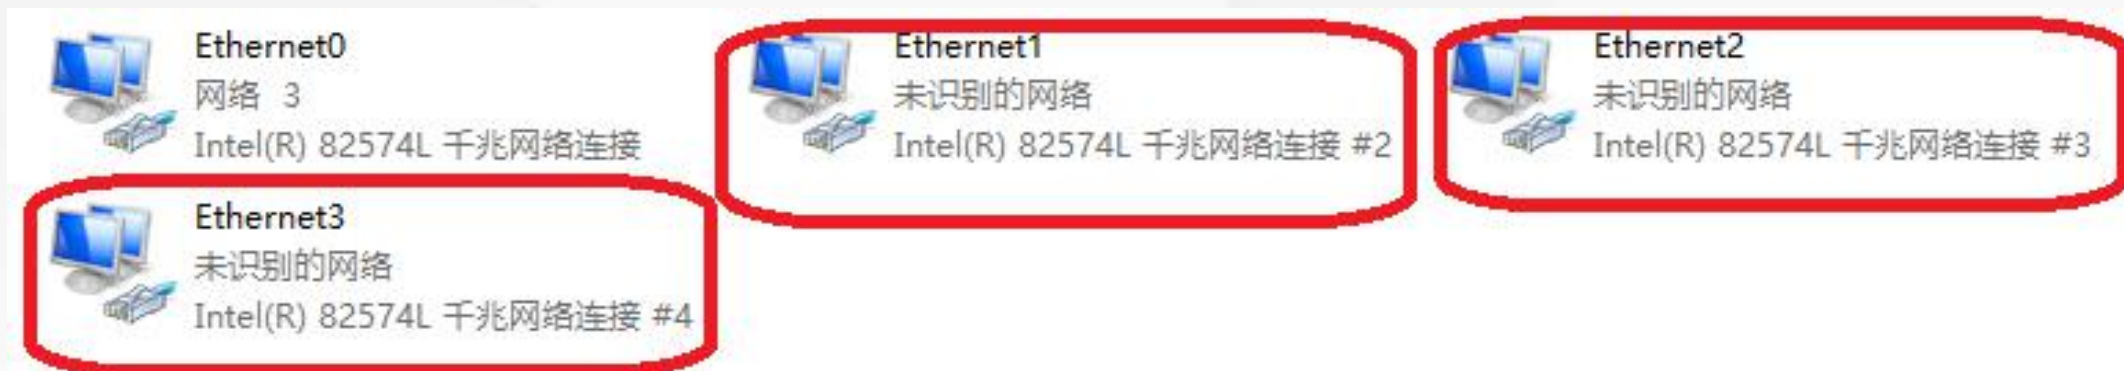 Ethernet0
网络 3
Intel(R) 82574L 千兆网络连接
Ethernet1
未识别的网络
Intel(R) 82574L 千兆网络连接 #2
Ethernet2
未识别的网络
Intel(R) 82574L 千兆网络连接 #3
Ethernet3
未识别的网络
Intel(R) 82574L 千兆网络连接 #4